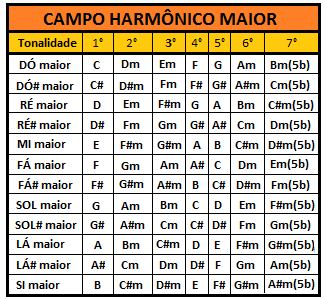 CAMPO HARMÔNICO MAIOR
Tonalidade 1° 2° 3° 4° 5° 6° 7°
DÓ maior C Dm Em F G Am Bm(5b)
DÓ# maior C# D#m Fm F# G# A#m Cm(5b)
RÉ maior D Em F#m G A Bm C#m(5b)
RÉ# maior D# Fm Gm G# A# Cm Dm(5b)
MI maior E F#m G#m A B C#m D#m(5b)
FÁ maior F Gm Am A# C Dm Em(5b)
FÁ# maior F# G#m A#m B C# D#m Fm(5b)
SOL maior G Am Bm C D Em F#m(5b)
SOL# maior G# A#m Cm C# D# Fm Gm(5b)
LÁ maior A Bm C#m D E F#m G#m(5b)
LÁ# maior A# Cm Dm D# F Gm Am(5b)
SI maior B C#m D#m E F# G#m A#m(5b)